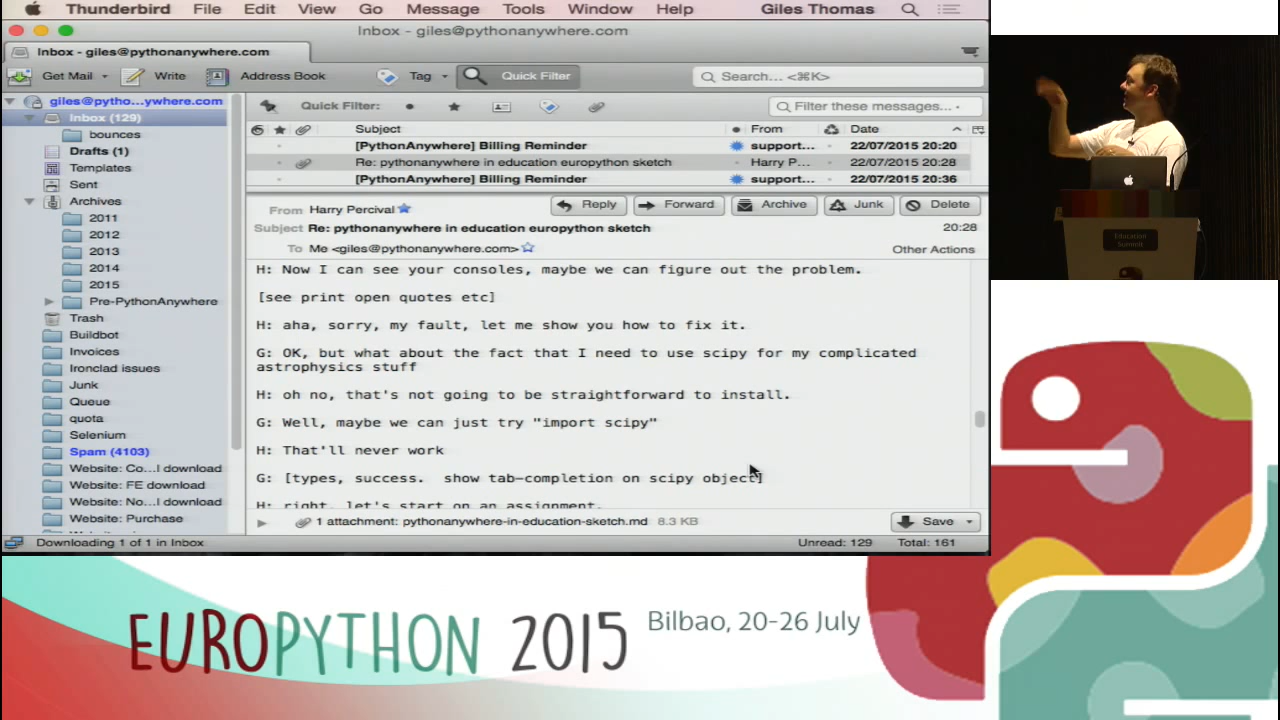 Thunderbird File Edit View Go Message Tools Window Help Giles Thomas
Inbox - giles@pythonanywhere.com
Inbox - giles@pythonanywhere.com
Get Mail Write Address Book Tag Quick Filter Search... <⌘K>
giles@pytho...ywhere.com
Inbox (129)
bounces
Drafts (1)
Templates
Sent
Archives
2011
2012
2013
2014
2015
Pre-PythonAnywhere
Trash
Buildbot
Invoices
Ironclad issues
Junk
Queue
quota
Selenium
Spam (4103)
Website: Co...l download
Website: FE download
Website: No...l download
Website: Purchase
Quick Filter: Filter these messages...
Subject From Date
[PythonAnywhere] Billing Reminder support... 22/07/2015 20:20
Re: pythonanywhere in education europython sketch Harry P... 22/07/2015 20:28
[PythonAnywhere] Billing Reminder support... 22/07/2015 20:36
From Harry Percival Reply Forward Archive Junk Delete
Subject Re: pythonanywhere in education europython sketch 20:28
To Me <giles@pythonanywhere.com> Other Actions
H: Now I can see your consoles, maybe we can figure out the problem.
[see print open quotes etc]
H: aha, sorry, my fault, let me show you how to fix it.
G: OK, but what about the fact that I need to use scipy for my complicated
astrophysics stuff
H: oh no, that's not going to be straightforward to install.
G: Well, maybe we can just try "import scipy"
H: That'll never work
G: [types, success. show tab-completion on scipy object]
H: right, let's start on an assignment.
1 attachment: pythonanywhere-in-education-sketch.md 8.3 KB Save
Downloading 1 of 1 in Inbox Unread: 129 Total: 161
Education
Summit
EUROPYTHON 2015 Bilbao, 20-26 July